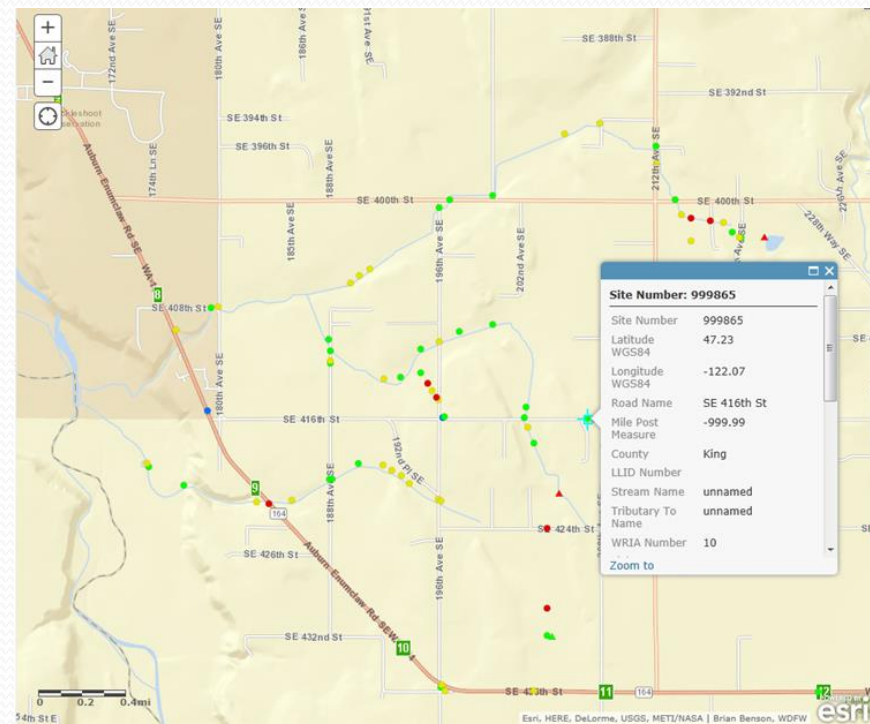 +
−
172nd Ave SE
180th Ave SE
186th Ave SE
191st Ave SE
SE 388th St
SE 392nd St
174th Ln SE
SE 394th St
SE 396th St
188th Ave SE
212th Ave SE
Auburn Enumclaw Rd SE
WA-1
SE 400th St
SE 400th St
185th Ave SE
196th Ave SE
202nd Ave SE
228th Way SE
8
SE 408th St
180th Ave SE
SE 416th St
192nd Pl SE
188th Ave SE
9
164
SE 424th St
SE 426th St
196th Ave SE
Auburn Enumclaw Rd SE
SE 432nd St
10
11
164
12
Site Number: 999865
Site Number 999865
Latitude WGS84 47.23
Longitude WGS84 -122.07
Road Name SE 416th St
Mile Post Measure -999.99
County King
LLID Number
Stream Name unnamed
Tributary To Name unnamed
WRIA Number 10
Zoom to
0 0.2 0.4mi
Esri, HERE, DeLorme, USGS, METI/NASA | Brian Benson, WDFW
esri